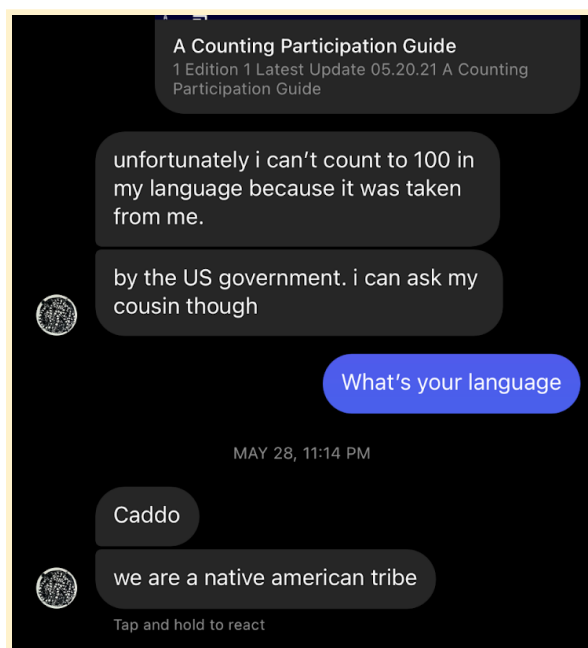 A Counting Participation Guide
1 Edition 1 Latest Update 05.20.21 A Counting
Participation Guide
unfortunately i can’t count to 100 in
my language because it was taken
from me.
by the US government. i can ask my
cousin though
What’s your language
MAY 28, 11:14 PM
Caddo
we are a native american tribe
Tap and hold to react